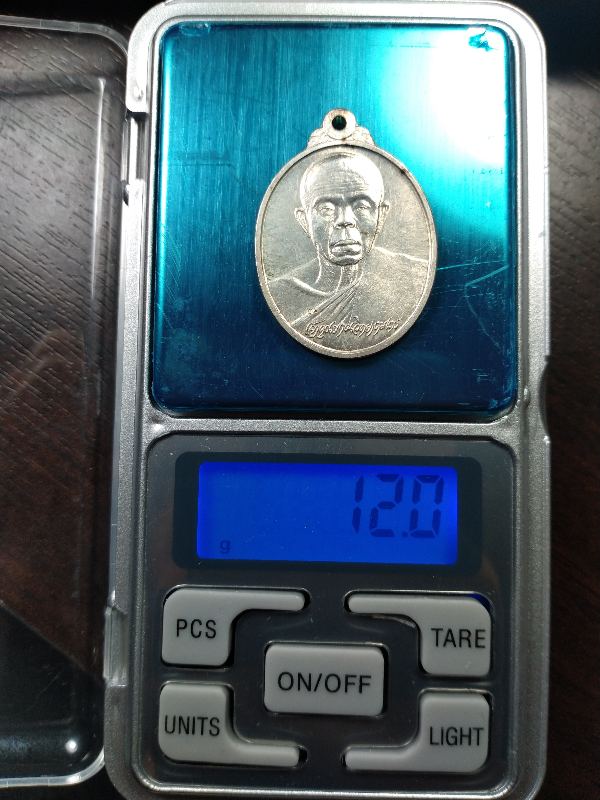 12.0
g
PCS
TARE
ON/OFF
UNITS
LIGHT